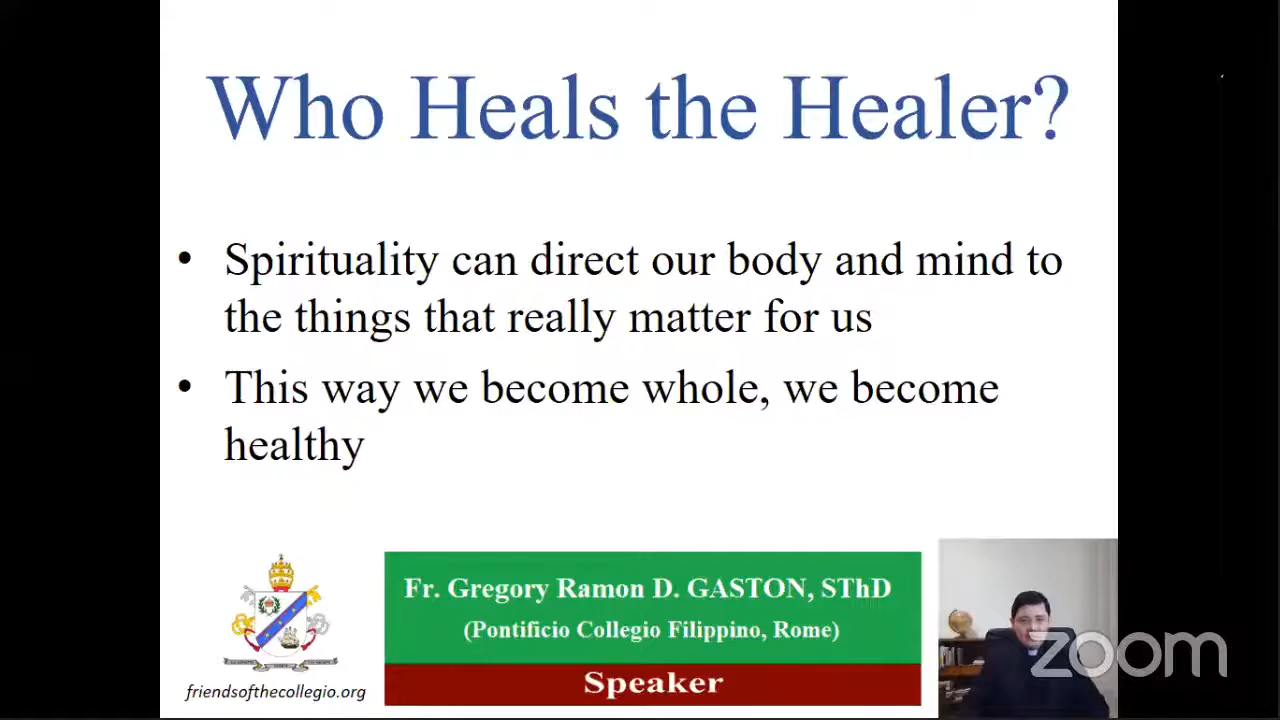 Who Heals the Healer?
• Spirituality can direct our body and mind to
the things that really matter for us
• This way we become whole, we become
healthy
Fr. Gregory Ramon D. GASTON, SThD
(Pontificio Collegio Filippino, Rome)
Speaker
friendsofthecollegio.org
zoom